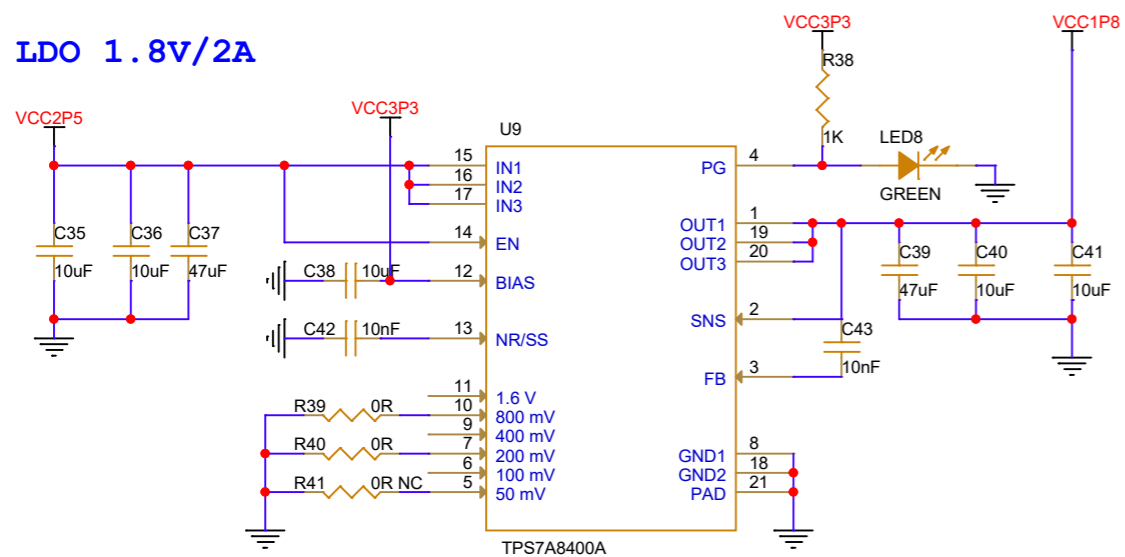 LDO 1.8V/2A
VCC2P5
VCC3P3
VCC3P3
VCC1P8
R38
1K
U9
LED8
GREEN
15 IN1
16 IN2
17 IN3
14 EN
12 BIAS
13 NR/SS
11 1.6 V
10 800 mV
9 400 mV
7 200 mV
6 100 mV
5 50 mV
PG 4
OUT1 1
OUT2 19
OUT3 20
SNS 2
FB 3
GND1 8
GND2 18
PAD 21
C35
10uF
C36
10uF
C37
47uF
C38 10uF
C42 10nF
R39 0R
R40 0R
R41 0R NC
C39
47uF
C40
10uF
C41
10uF
C43
10nF
TPS7A8400A